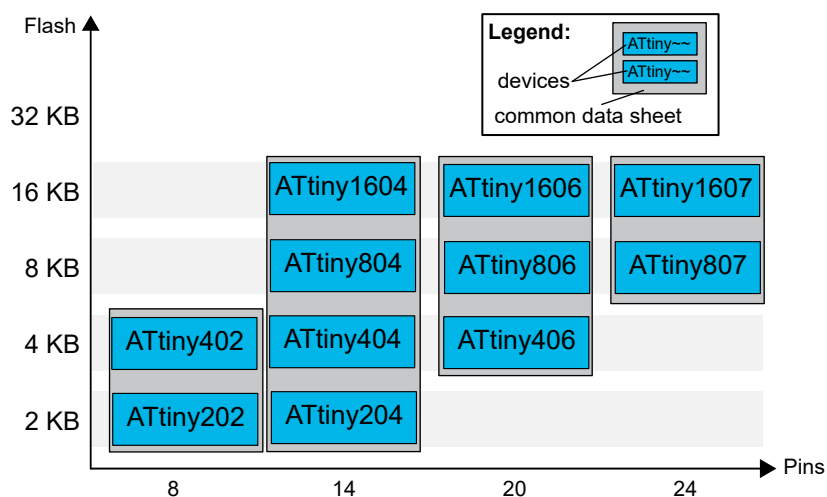 Flash
Legend:
ATtiny~~
ATtiny~~
devices
common data sheet
32 KB
16 KB
ATtiny1604
ATtiny1606
ATtiny1607
8 KB
ATtiny804
ATtiny806
ATtiny807
4 KB
ATtiny402
ATtiny404
ATtiny406
2 KB
ATtiny202
ATtiny204
Pins
8
14
20
24